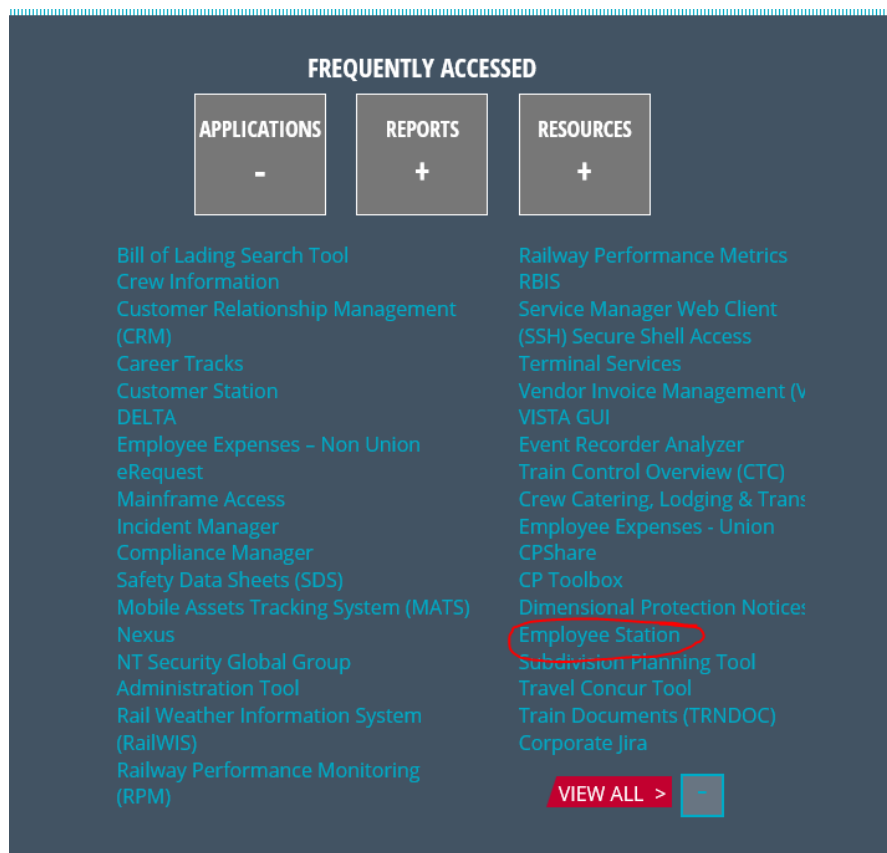 FREQUENTLY ACCESSED
APPLICATIONS
-
REPORTS
+
RESOURCES
+
Bill of Lading Search Tool
Crew Information
Customer Relationship Management
(CRM)
Career Tracks
Customer Station
DELTA
Employee Expenses – Non Union
eRequest
Mainframe Access
Incident Manager
Compliance Manager
Safety Data Sheets (SDS)
Mobile Assets Tracking System (MATS)
Nexus
NT Security Global Group
Administration Tool
Rail Weather Information System
(RailWIS)
Railway Performance Monitoring
(RPM)
Railway Performance Metrics
RBIS
Service Manager Web Client
(SSH) Secure Shell Access
Terminal Services
Vendor Invoice Management (V
VISTA GUI
Event Recorder Analyzer
Train Control Overview (CTC)
Crew Catering, Lodging & Trans
Employee Expenses - Union
CPShare
CP Toolbox
Dimensional Protection Notices
Employee Station
Subdivision Planning Tool
Travel Concur Tool
Train Documents (TRNDOC)
Corporate Jira
VIEW ALL >
-